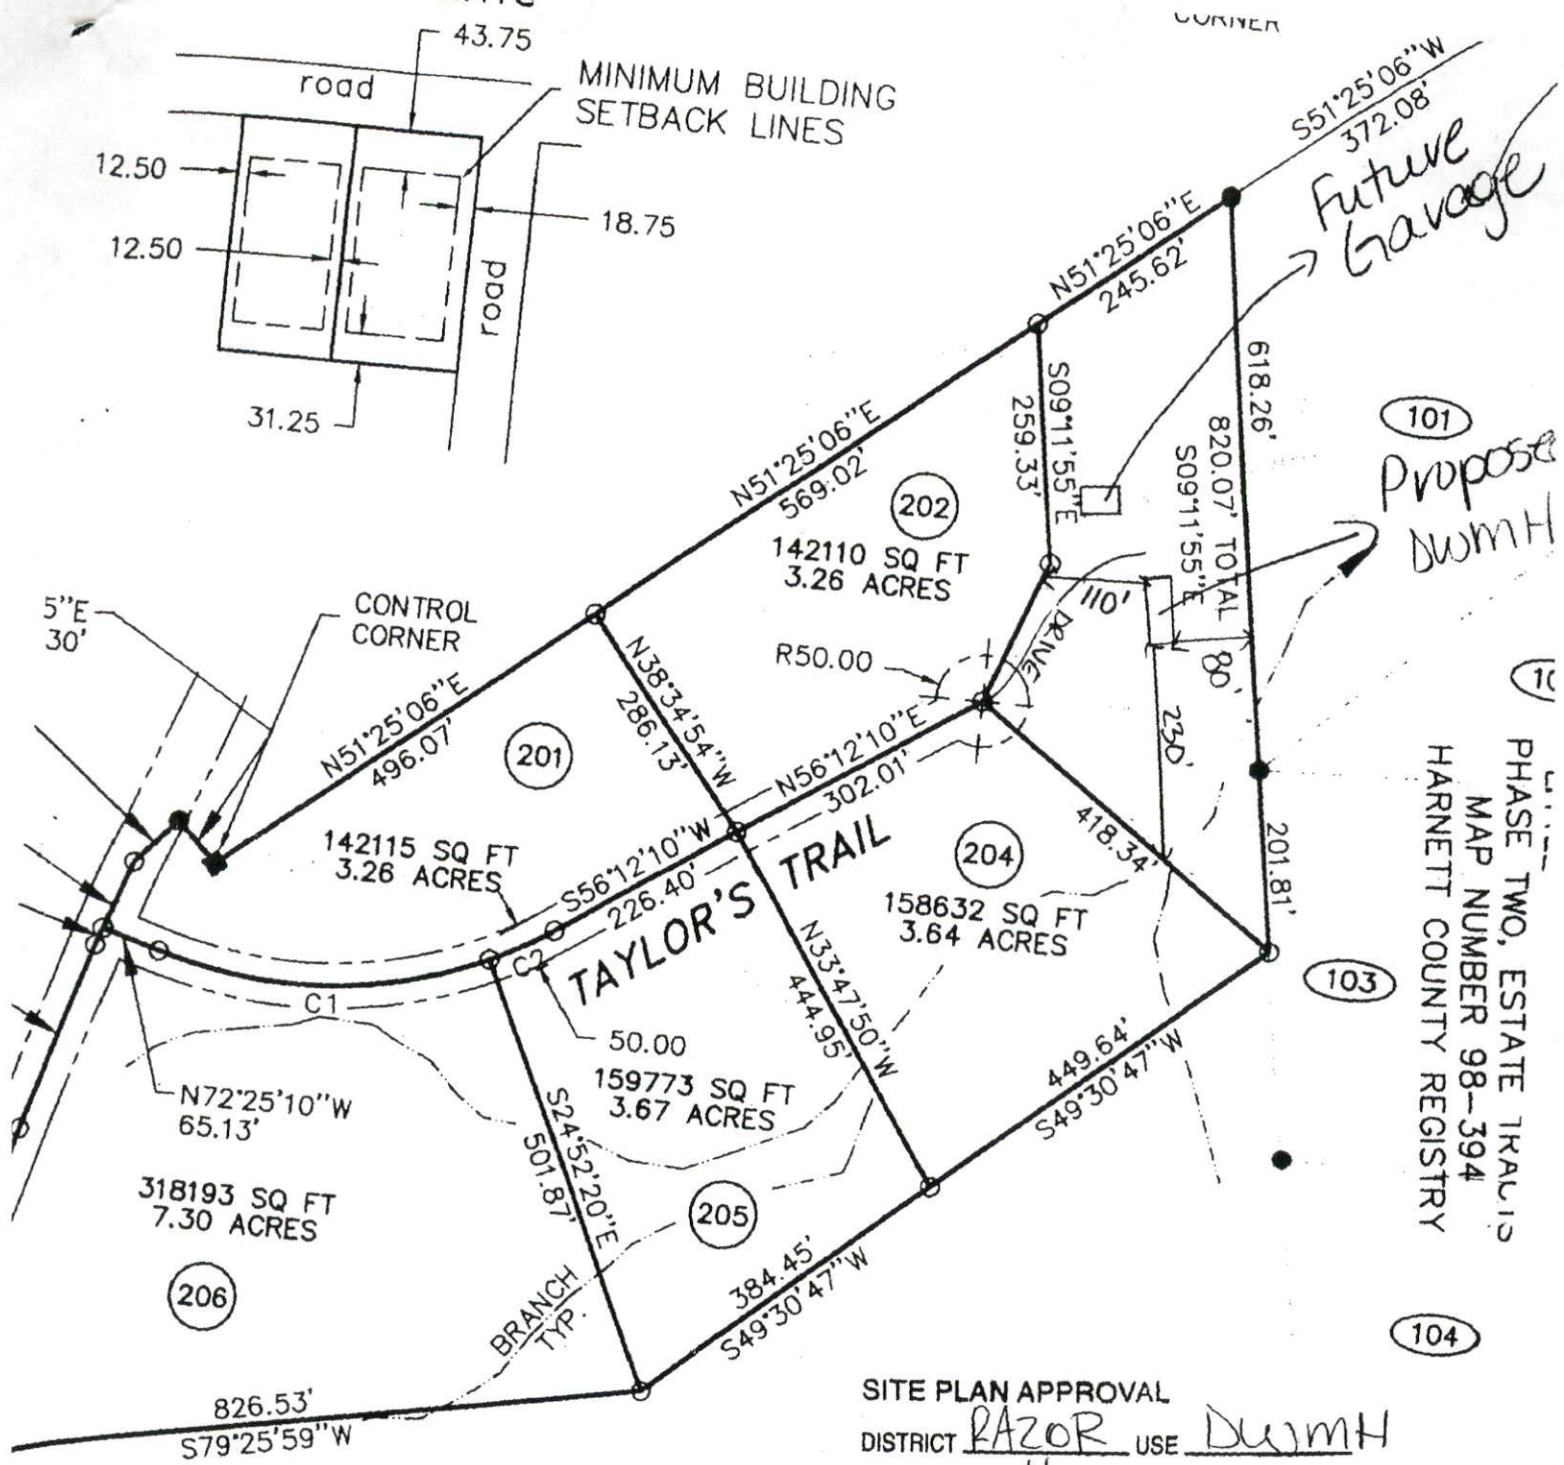 CORNER
43.75
road
MINIMUM BUILDING
SETBACK LINES
12.50
12.50
18.75
road
31.25
S51°25'06"W
372.08'
Future
Garage
N51°25'06"E
245.62'
S09°11'55"E
259.33'
618.26'
820.07' TOTAL
S09°11'55"E
101
Propose
DWMH
N51°25'06"E
569.02'
202
142110 SQ FT
3.26 ACRES
110'
DRIVE
80'
230'
R50.00
5"E
30'
CONTROL
CORNER
N51°25'06"E
496.07'
N38°34'54"W
286.13'
201
142115 SQ FT
3.26 ACRES
N56°12'10"E
302.01'
S56°12'10"W
226.40'
TAYLOR'S TRAIL
418.34'
201.81'
204
158632 SQ FT
3.64 ACRES
PHASE TWO, ESTATE TRACTS
MAP NUMBER 98-394
HARNETT COUNTY REGISTRY
103
C1
C2
50.00
N33°47'50"W
444.95'
159773 SQ FT
3.67 ACRES
449.64'
S49°30'47"W
N72°25'10"W
65.13'
S24°52'20"E
501.87'
318193 SQ FT
7.30 ACRES
205
206
BRANCH
TYP.
384.45'
S49°30'47"W
104
826.53'
S79°25'59"W
SITE PLAN APPROVAL
DISTRICT RA20R USE DWMH